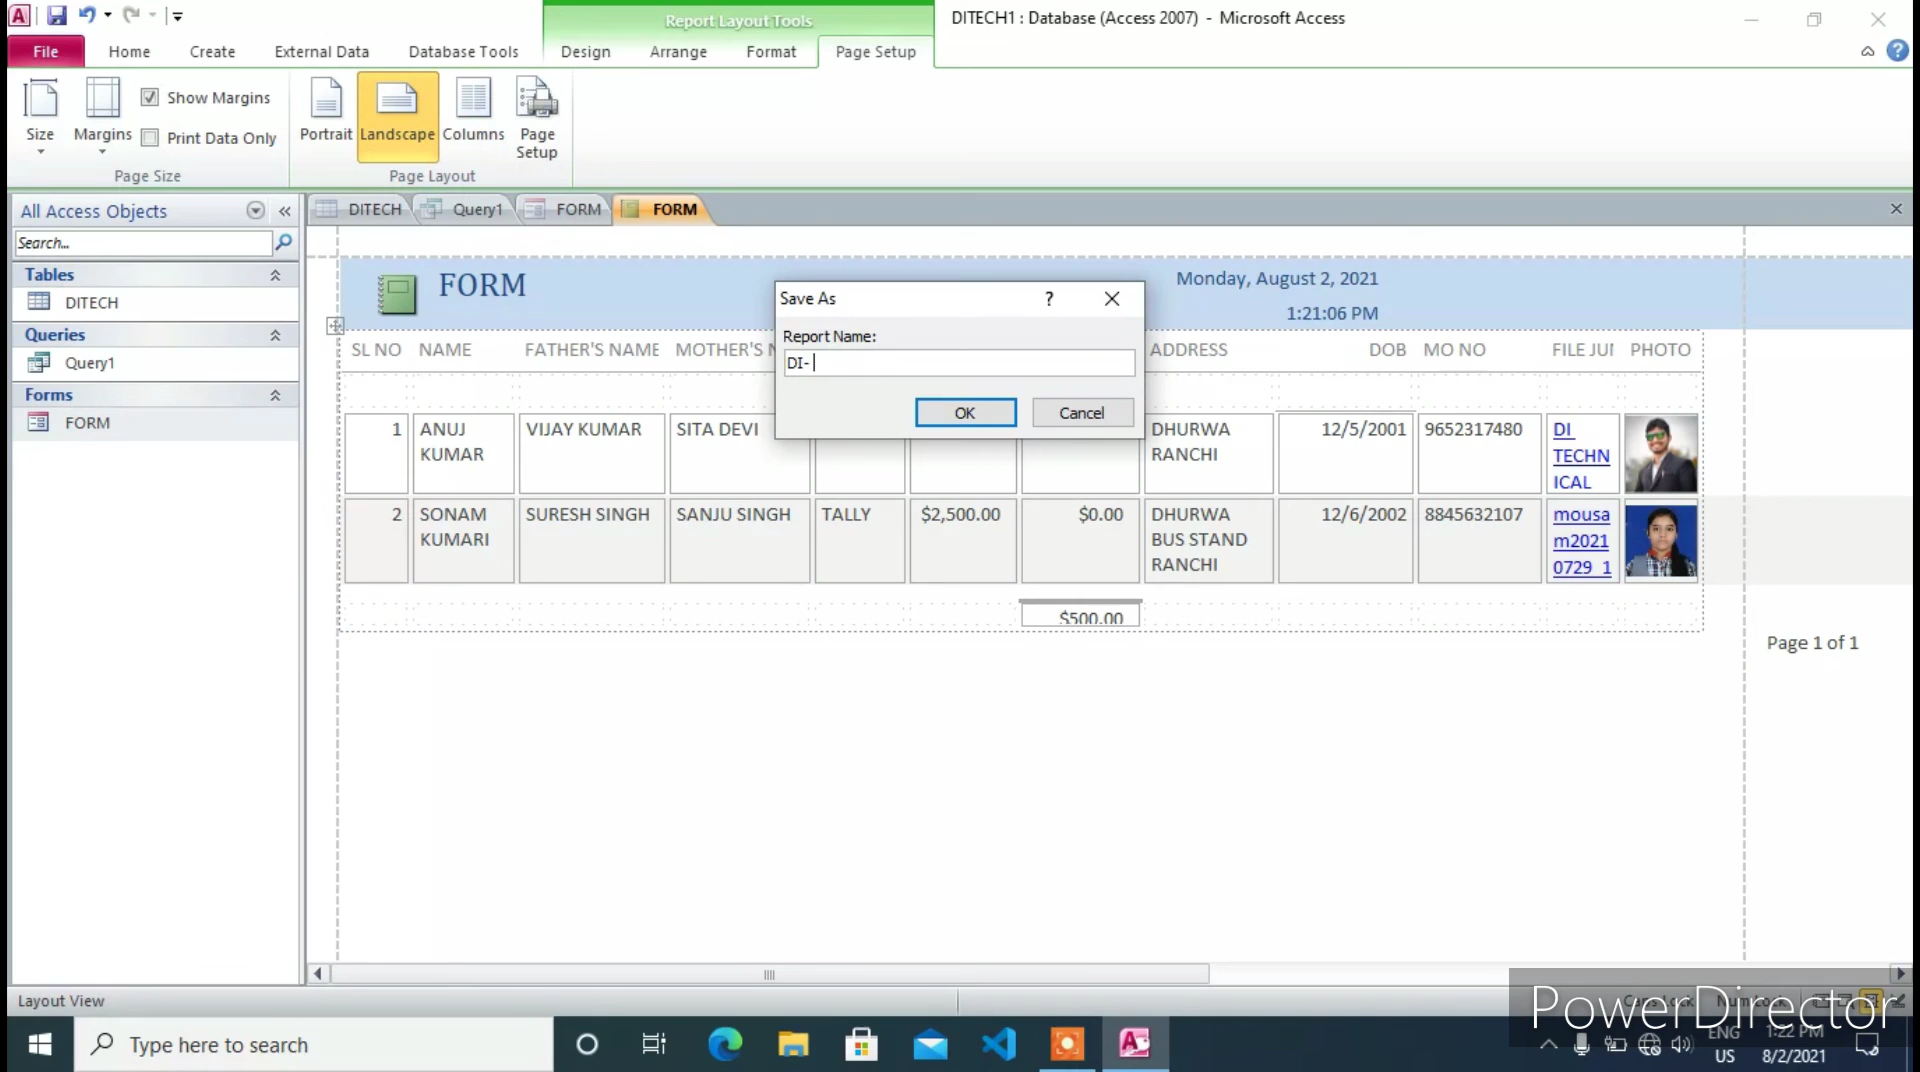 Report Layout Tools
DITECH1 : Database (Access 2007) - Microsoft Access
File
Home
Create
External Data
Database Tools
Design
Arrange
Format
Page Setup
Size
Margins
Show Margins
Print Data Only
Portrait
Landscape
Columns
Page Setup
Page Size
Page Layout
All Access Objects
Search...
Tables
DITECH
Queries
Query1
Forms
FORM
DITECH
Query1
FORM
FORM
FORM
Monday, August 2, 2021
1:21:06 PM
Save As
?
Report Name:
DI-
OK
Cancel
SL NO NAME FATHER'S NAME MOTHER'S ADDRESS DOB MO NO FILE JUI PHOTO
1 ANUJ KUMAR VIJAY KUMAR SITA DEVI DHURWA RANCHI 12/5/2001 9652317480 DI TECHNICAL
2 SONAM KUMARI SURESH SINGH SANJU SINGH TALLY $2,500.00 $0.00 DHURWA BUS STAND RANCHI 12/6/2002 8845632107 mousam20210729_1
$500.00
Page 1 of 1
Layout View
PowerDirector
Type here to search
ENG
US
1:22 PM
8/2/2021